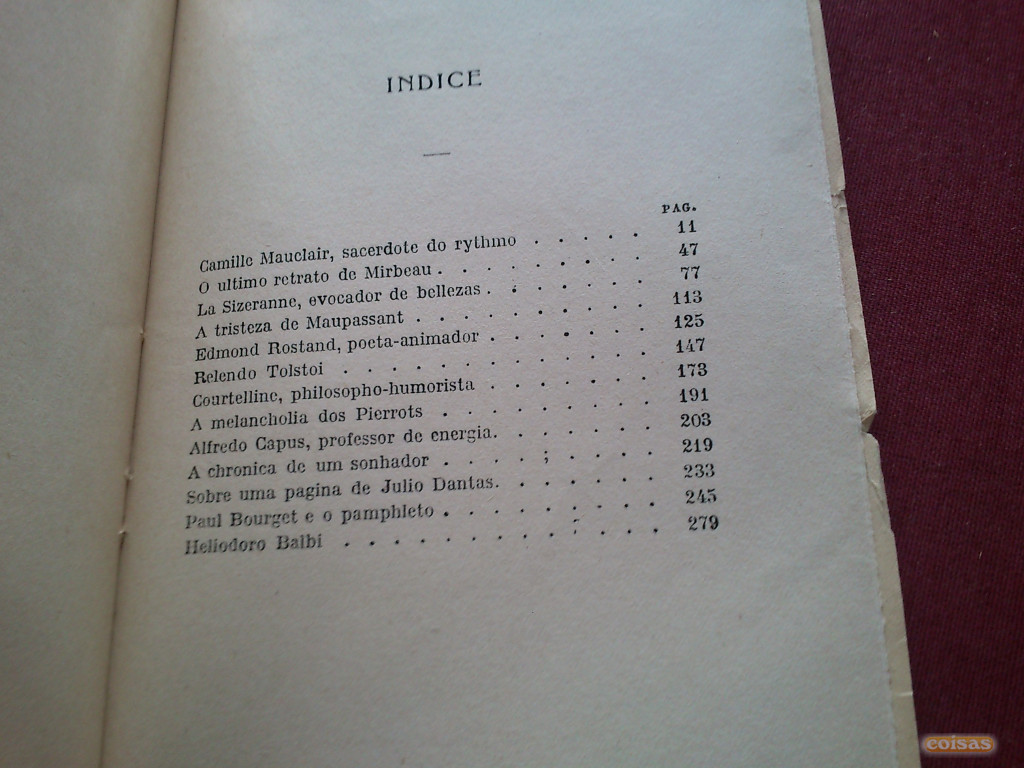 INDICE
PAG.
Camille Mauclair, sacerdote do rythmo . . . . . 11
O ultimo retrato de Mirbeau . . . . . . . . 47
La Sizeranne, evocador de bellezas . . . . . . 77
A tristeza de Maupassant . . . . . . . . . 113
Edmond Rostand, poeta-animador . . . . . . 125
Relendo Tolstoi . . . . . . . . . . . . 147
Courtelline, philosopho-humorista . . . . . . 173
A melancholia dos Pierrots . . . . . . . . 191
Alfredo Capus, professor de energia. . . . . . 203
A chronica de um sonhador . . . . . . . . 219
Sobre uma pagina de Julio Dantas. . . . . . 233
Paul Bourget e o pamphleto . . . . . . . . 245
Heliodoro Balbi . . . . . . . . . . . . 279
coisas